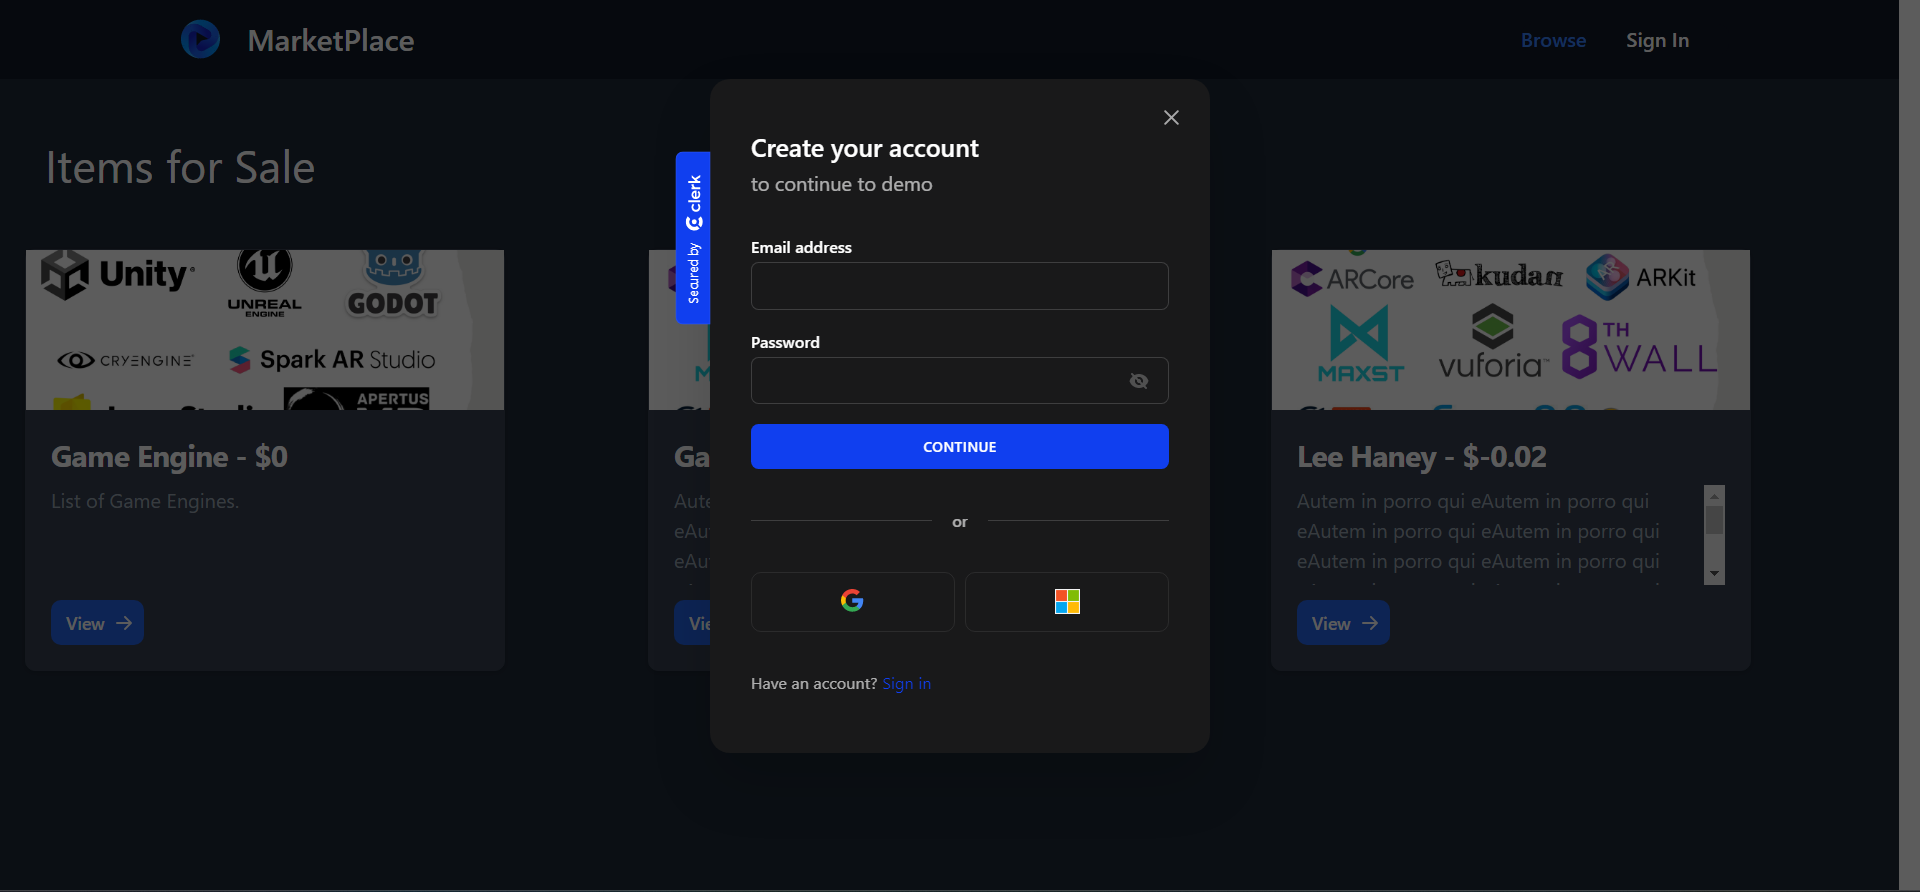 MarketPlace
Browse
Sign In
Items for Sale
Unity
UNREAL
ENGINE
GODOT
CRYENGINE
Spark AR Studio
APERTUS
Game Engine - $0
List of Game Engines.
View
Secured by clerk
Create your account
to continue to demo
Email address
Password
CONTINUE
or
Have an account? Sign in
Ga
Aute
eAu
eAu
Vie
ARCore
kudan
ARKit
MAXST
vuforia™
8TH
WALL
Lee Haney - $-0.02
Autem in porro qui eAutem in porro qui
eAutem in porro qui eAutem in porro qui
eAutem in porro qui eAutem in porro qui
View